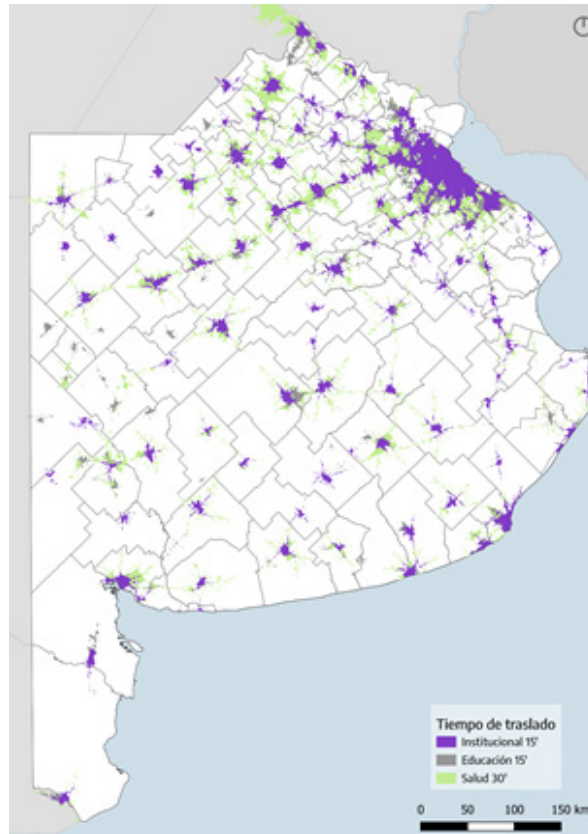 Tiempo de traslado
Institucional 15'
Educación 15'
Salud 30'
0 50 100 150 km